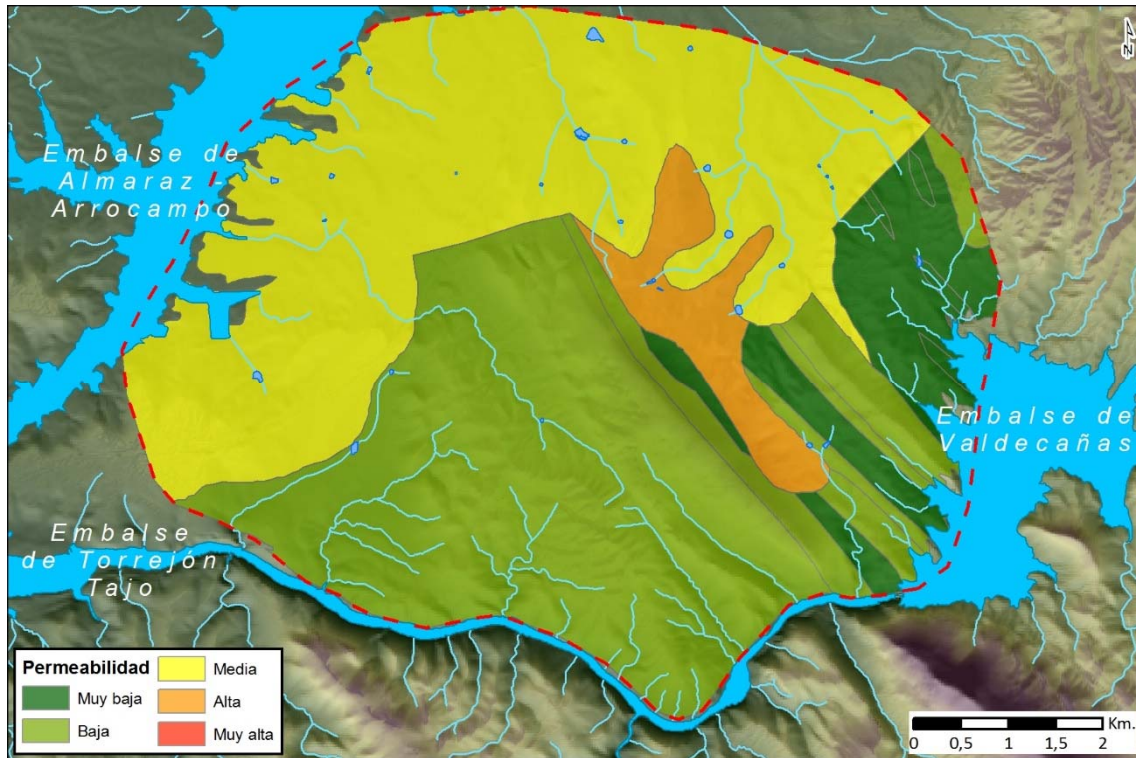 N
Embalse de
Almaraz -
Arrocampo
Embalse de
Valdecañas
Embalse
de Torrejón
Tajo
Permeabilidad
Muy baja
Baja
Media
Alta
Muy alta
Km.
0 0,5 1 1,5 2